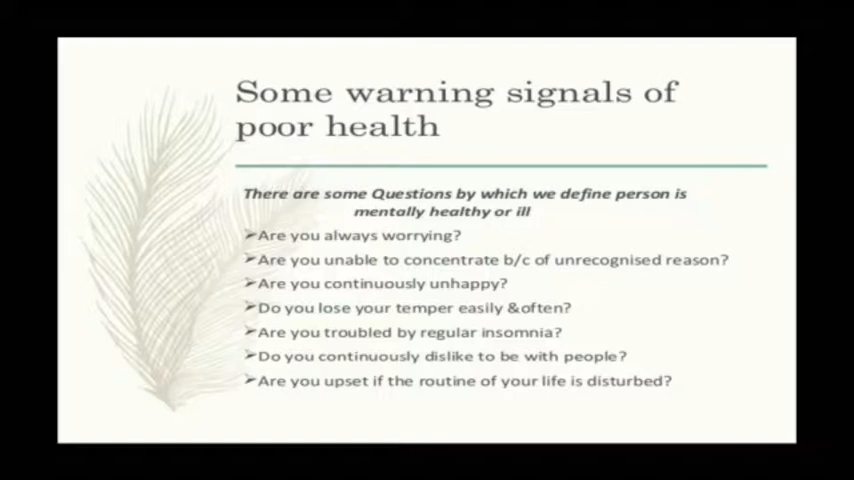 Some warning signals of
poor health
There are some Questions by which we define person is
mentally healthy or ill
➢Are you always worrying?
➢Are you unable to concentrate b/c of unrecognised reason?
➢Are you continuously unhappy?
➢Do you lose your temper easily &often?
➢Are you troubled by regular insomnia?
➢Do you continuously dislike to be with people?
➢Are you upset if the routine of your life is disturbed?